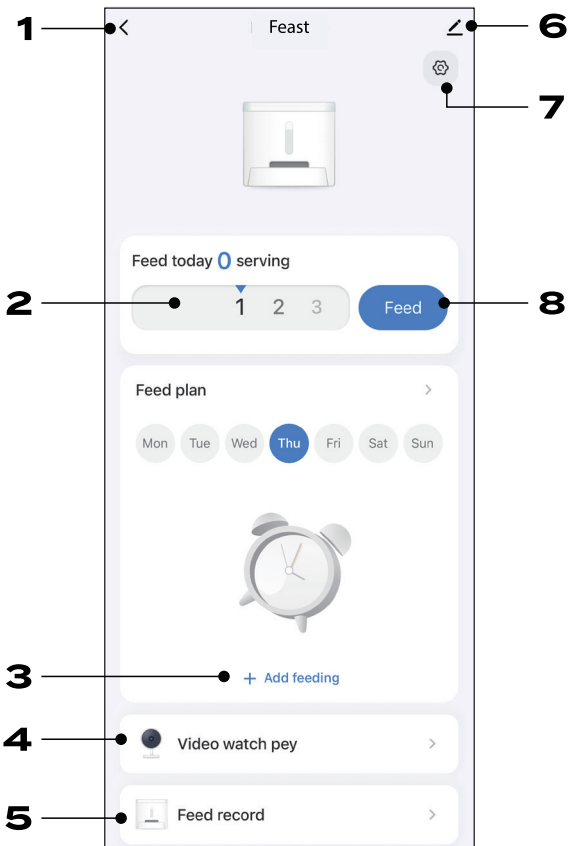 1
Feast
6
7
Feed today 0 serving
2
1 2 3
Feed
8
Feed plan
Mon Tue Wed Thu Fri Sat Sun
3
+ Add feeding
4
Video watch pey
5
Feed record